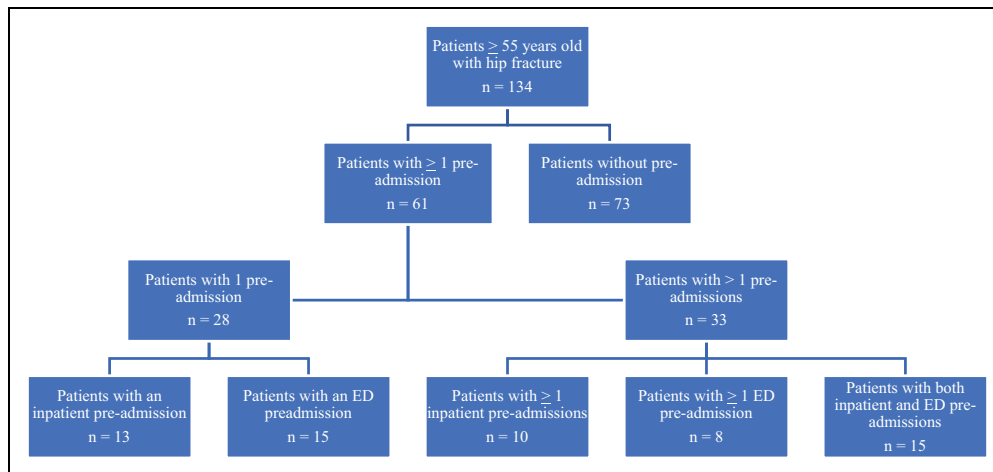 Patients ≥ 55 years old
with hip fracture
n = 134
Patients with ≥ 1 pre-
admission
n = 61
Patients without pre-
admission
n = 73
Patients with 1 pre-
admission
n = 28
Patients with > 1 pre-
admissions
n = 33
Patients with an
inpatient pre-admission
n = 13
Patients with an ED
preadmission
n = 15
Patients with ≥ 1
inpatient pre-admissions
n = 10
Patients with ≥ 1 ED
pre-admission
n = 8
Patients with both
inpatient and ED pre-
admissions
n = 15